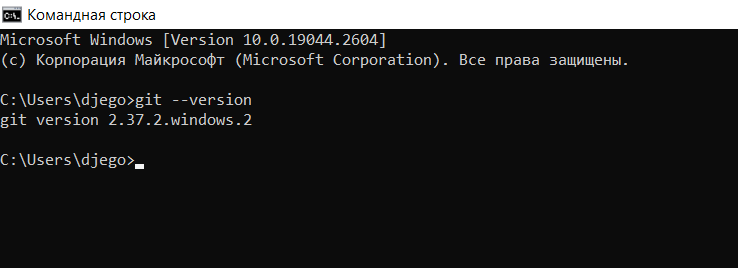 Командная строка
Microsoft Windows [Version 10.0.19044.2604]
(c) Корпорация Майкрософт (Microsoft Corporation). Все права защищены.
C:\Users\djego>git --version
git version 2.37.2.windows.2
C:\Users\djego>